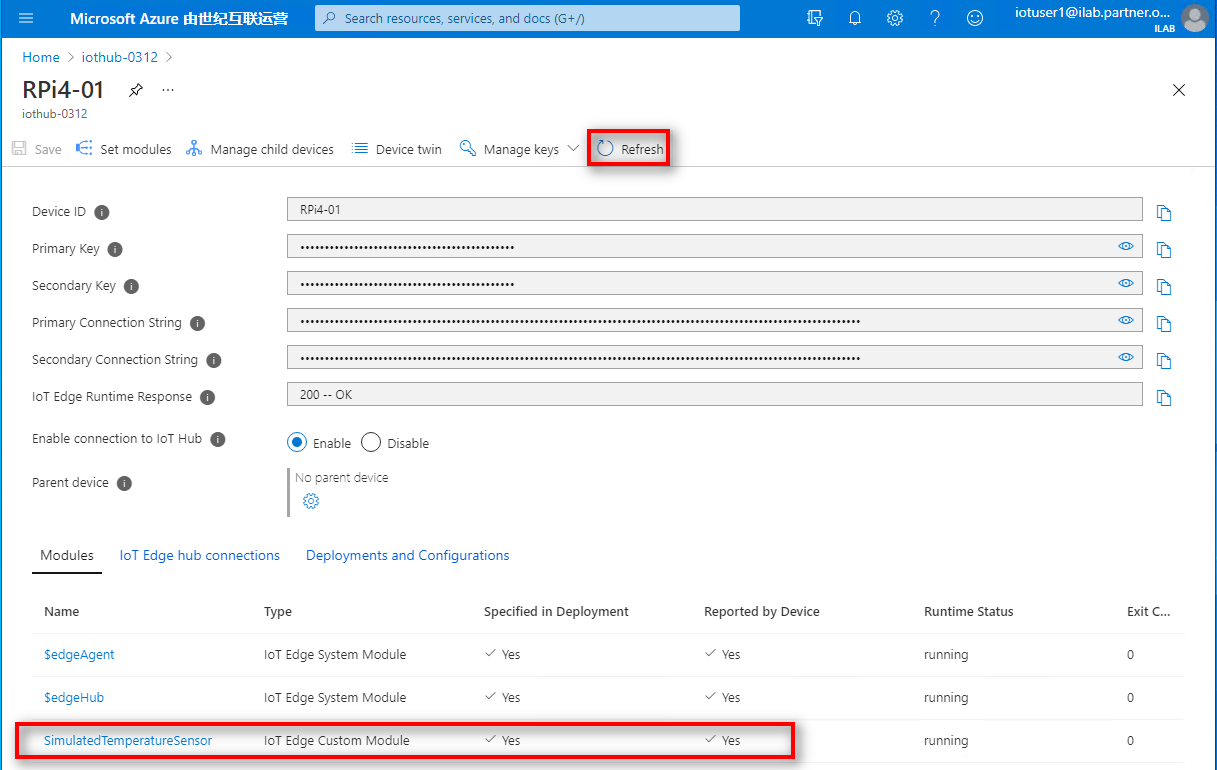 Microsoft Azure 由世纪互联运营
Search resources, services, and docs (G+/)
iotuser1@ilab.partner.o...
ILAB
Home > iothub-0312 >
RPi4-01 ...
iothub-0312
Save Set modules Manage child devices Device twin Manage keys Refresh
Device ID RPi4-01
Primary Key
Secondary Key
Primary Connection String
Secondary Connection String
IoT Edge Runtime Response 200 -- OK
Enable connection to IoT Hub Enable Disable
Parent device No parent device
Modules IoT Edge hub connections Deployments and Configurations
Name Type Specified in Deployment Reported by Device Runtime Status Exit C...
$edgeAgent IoT Edge System Module Yes Yes running 0
$edgeHub IoT Edge System Module Yes Yes running 0
SimulatedTemperatureSensor IoT Edge Custom Module Yes Yes running 0